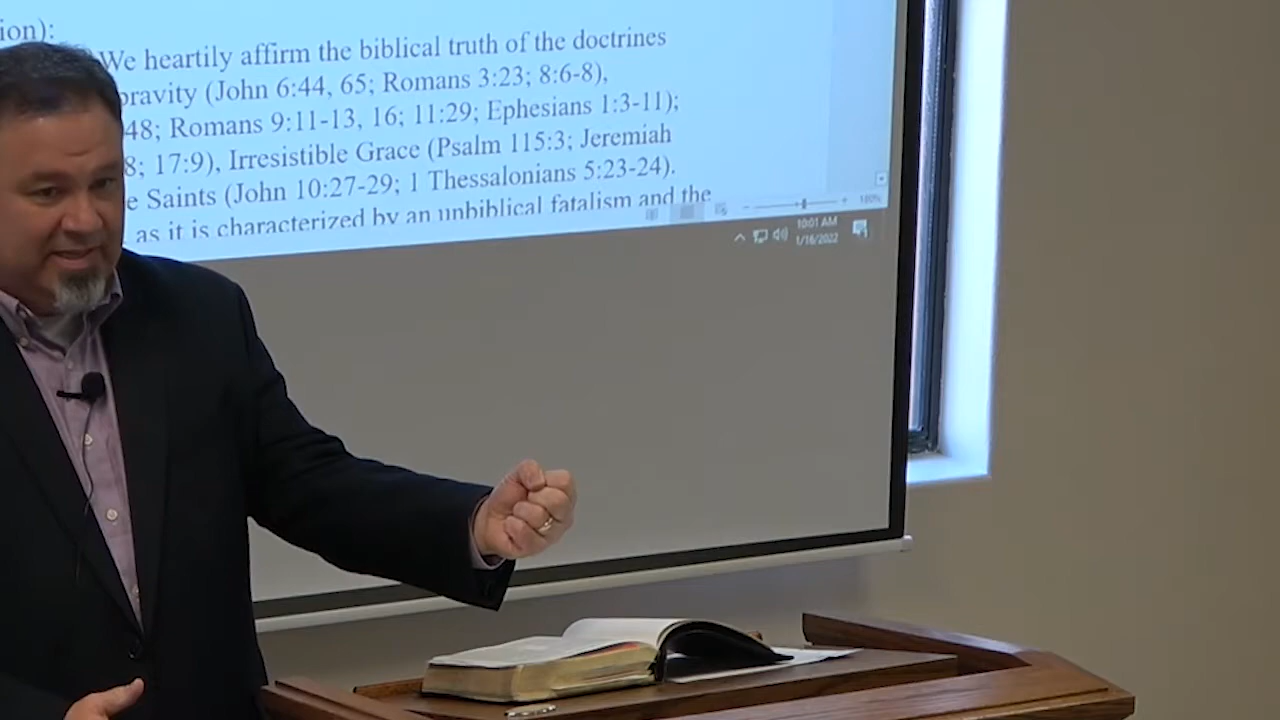 ion):
We heartily affirm the biblical truth of the doctrines
pravity (John 6:44, 65; Romans 3:23; 8:6-8),
48; Romans 9:11-13, 16; 11:29; Ephesians 1:3-11);
8; 17:9), Irresistible Grace (Psalm 115:3; Jeremiah
e Saints (John 10:27-29; 1 Thessalonians 5:23-24).
as it is characterized by an unbiblical fatalism and the
180%
10:01 AM
1/16/2022